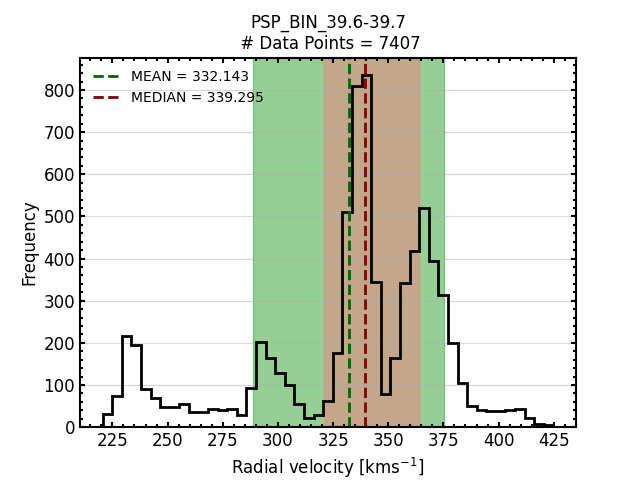 PSP_BIN_39.6-39.7
# Data Points = 7407
MEAN = 332.143
MEDIAN = 339.295
800
700
600
500
400
300
200
100
0
Frequency
225 250 275 300 325 350 375 400 425
Radial velocity [kms⁻¹]